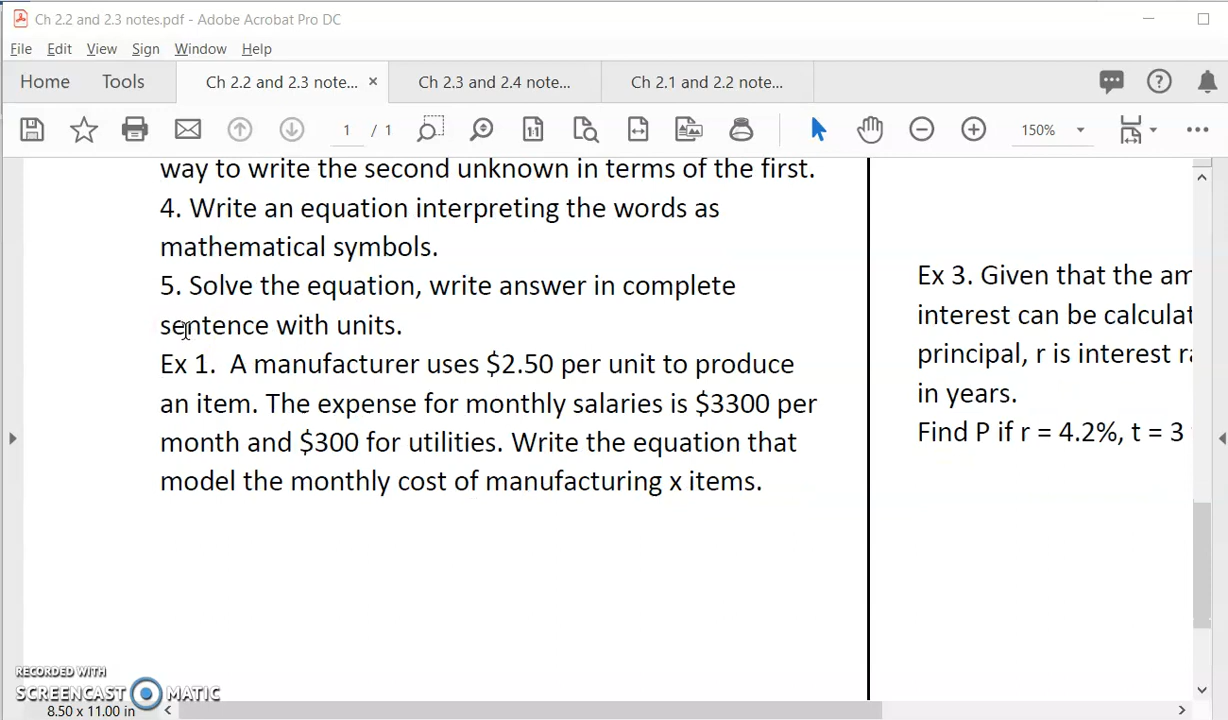 Ch 2.2 and 2.3 notes.pdf - Adobe Acrobat Pro DC
File Edit View Sign Window Help
Home Tools Ch 2.2 and 2.3 note... × Ch 2.3 and 2.4 note... Ch 2.1 and 2.2 note...
1 / 1 150%
way to write the second unknown in terms of the first.
4. Write an equation interpreting the words as
mathematical symbols.
5. Solve the equation, write answer in complete
sentence with units.
Ex 1. A manufacturer uses $2.50 per unit to produce
an item. The expense for monthly salaries is $3300 per
month and $300 for utilities. Write the equation that
model the monthly cost of manufacturing x items.
Ex 3. Given that the am
interest can be calculat
principal, r is interest ra
in years.
Find P if r = 4.2%, t = 3
RECORDED WITH
SCREENCAST MATIC
8.50 x 11.00 in